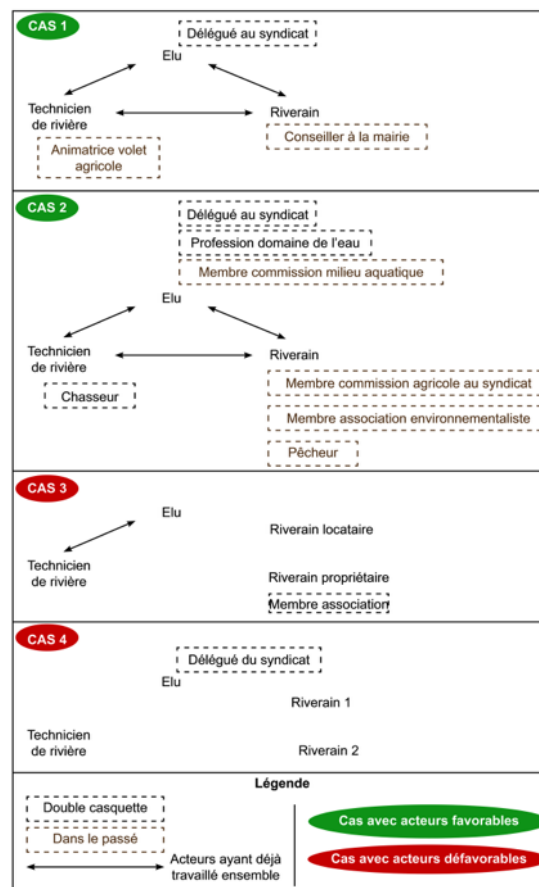 CAS 1
Délégué au syndicat
Elu
Technicien
de rivière
Riverain
Animatrice volet
agricole
Conseiller à la mairie
CAS 2
Délégué au syndicat
Profession domaine de l'eau
Membre commission milieu aquatique
Elu
Technicien
de rivière
Riverain
Chasseur
Membre commission agricole au syndicat
Membre association environnementaliste
Pêcheur
CAS 3
Elu
Riverain locataire
Technicien
de rivière
Riverain propriétaire
Membre association
CAS 4
Délégué du syndicat
Elu
Riverain 1
Technicien
de rivière
Riverain 2
Légende
Double casquette
Dans le passé
Acteurs ayant déjà
travaillé ensemble
Cas avec acteurs favorables
Cas avec acteurs défavorables